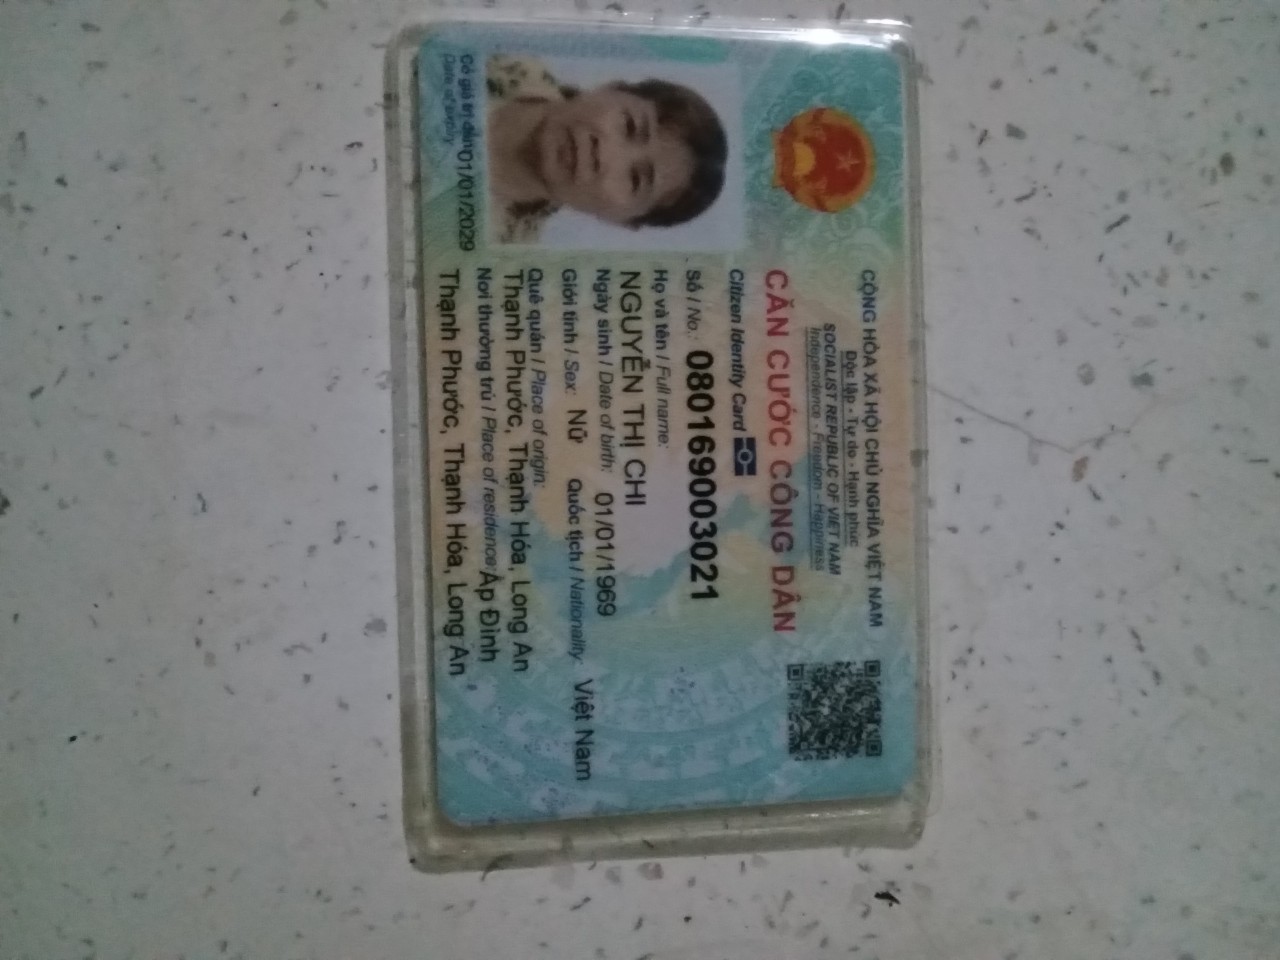 CỘNG HÒA XÃ HỘI CHỦ NGHĨA VIỆT NAM
Độc lập - Tự do - Hạnh phúc
SOCIALIST REPUBLIC OF VIET NAM
Independence - Freedom - Happiness
CĂN CƯỚC CÔNG DÂN
Citizen Identity Card
Số / No.: 080169003021
Họ và tên / Full name:
NGUYỄN THỊ CHI
Ngày sinh / Date of birth: 01/01/1969
Giới tính / Sex: Nữ Quốc tịch / Nationality: Việt Nam
Quê quán / Place of origin:
Thạnh Phước, Thạnh Hóa, Long An
Nơi thường trú / Place of residence: Ấp Đình
Thạnh Phước, Thạnh Hóa, Long An
Có giá trị đến: 01/01/2029
Date of expiry